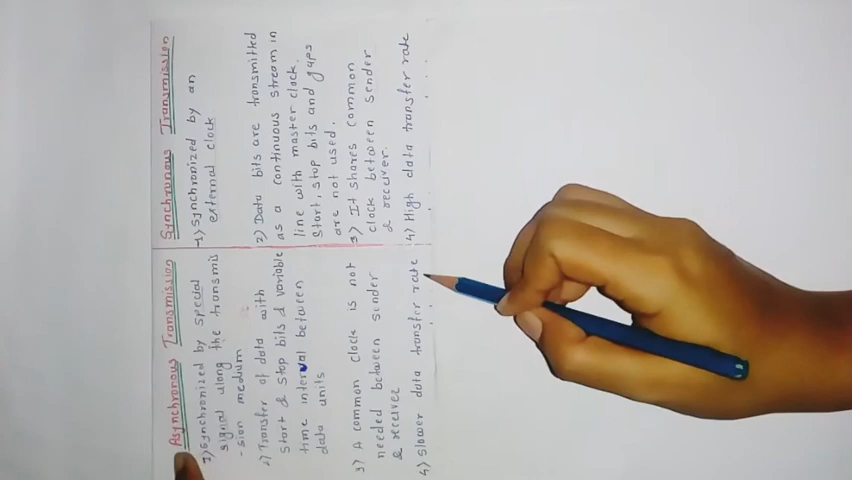 Asynchronous Transmission
1) Synchronized by special
signal along the transmis
-sion medium
2) Transfer of data with
start & stop bits & variable
time interval between
data units
3) A common clock is not
needed between sender
& receiver
4) Slower data transfer rate
Synchronous Transmission
1) Synchronized by an
external clock
2) Data bits are transmitted
as a continuous stream in
line with master clock.
Start, stop bits and gaps
are not used.
3) It shares common
clock between sender
& receiver.
4) High data transfer rate